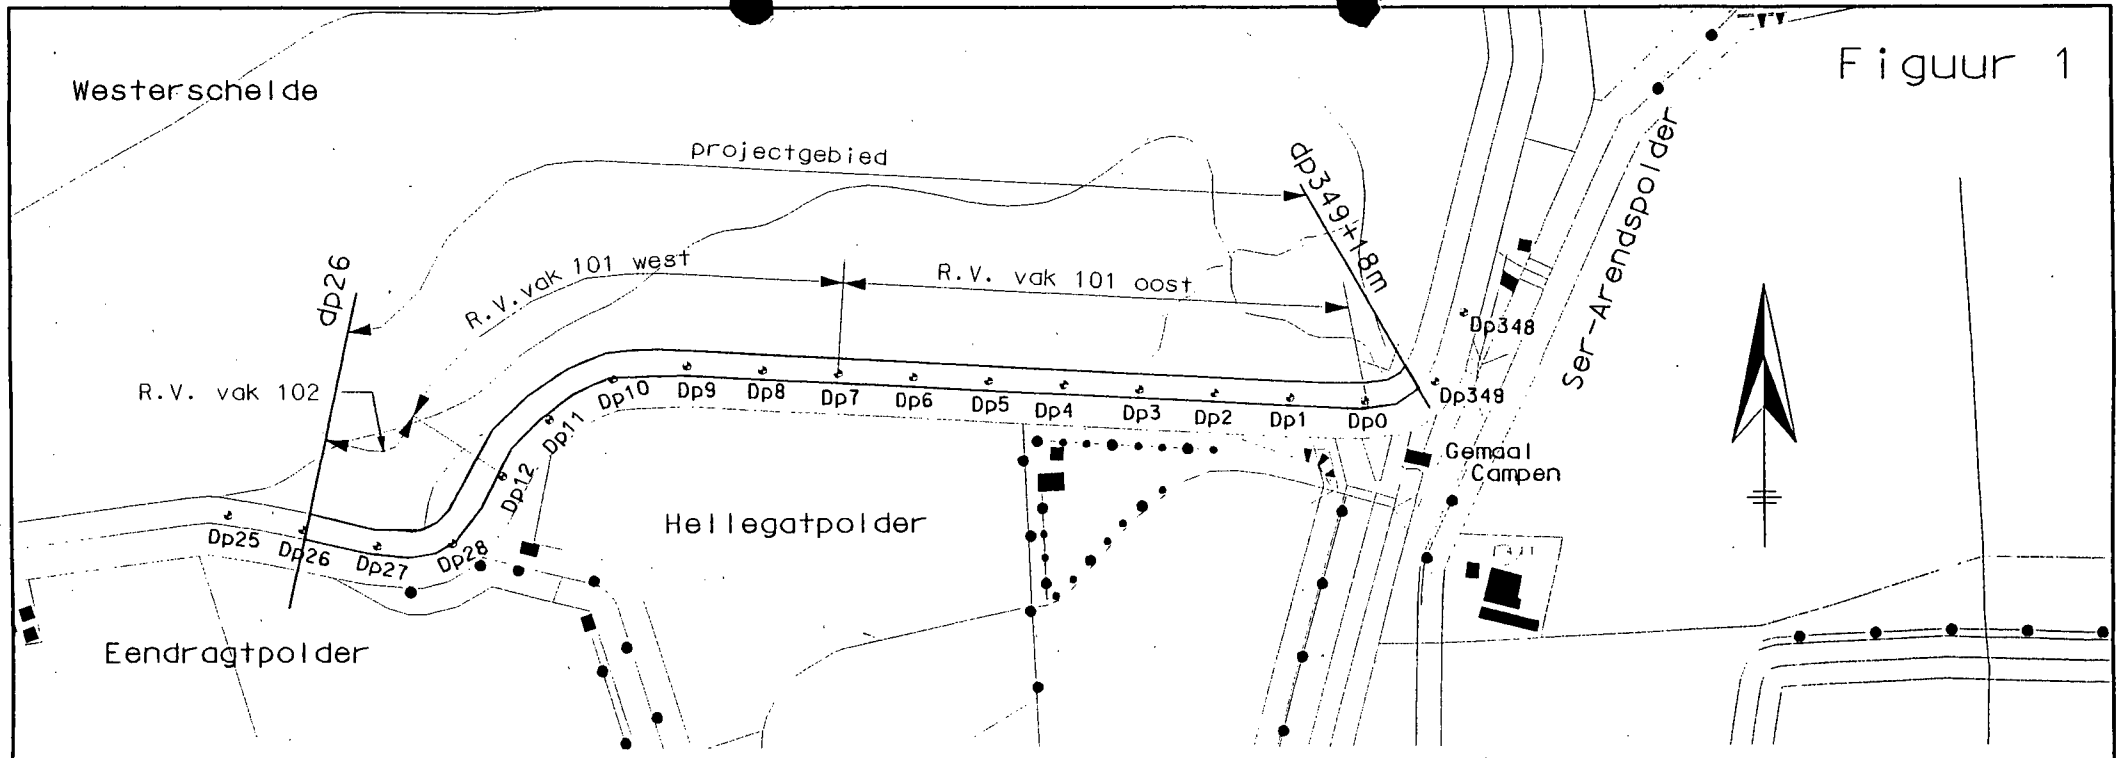 Figuur 1
Westerschelde
projectgebied
dp349+18m
Ser-Arendspolder
dp26
R.V. vak 101 west
R.V. vak 101 oost
R.V. vak 102
Dp348
Dp349
Dp10
Dp9
Dp8
Dp7
Dp6
Dp5
Dp4
Dp3
Dp2
Dp1
Dp0
Dp11
Dp12
Gemaal
Campen
Hellegatpolder
Dp25
Dp26
Dp27
Dp28
Eendragtpolder